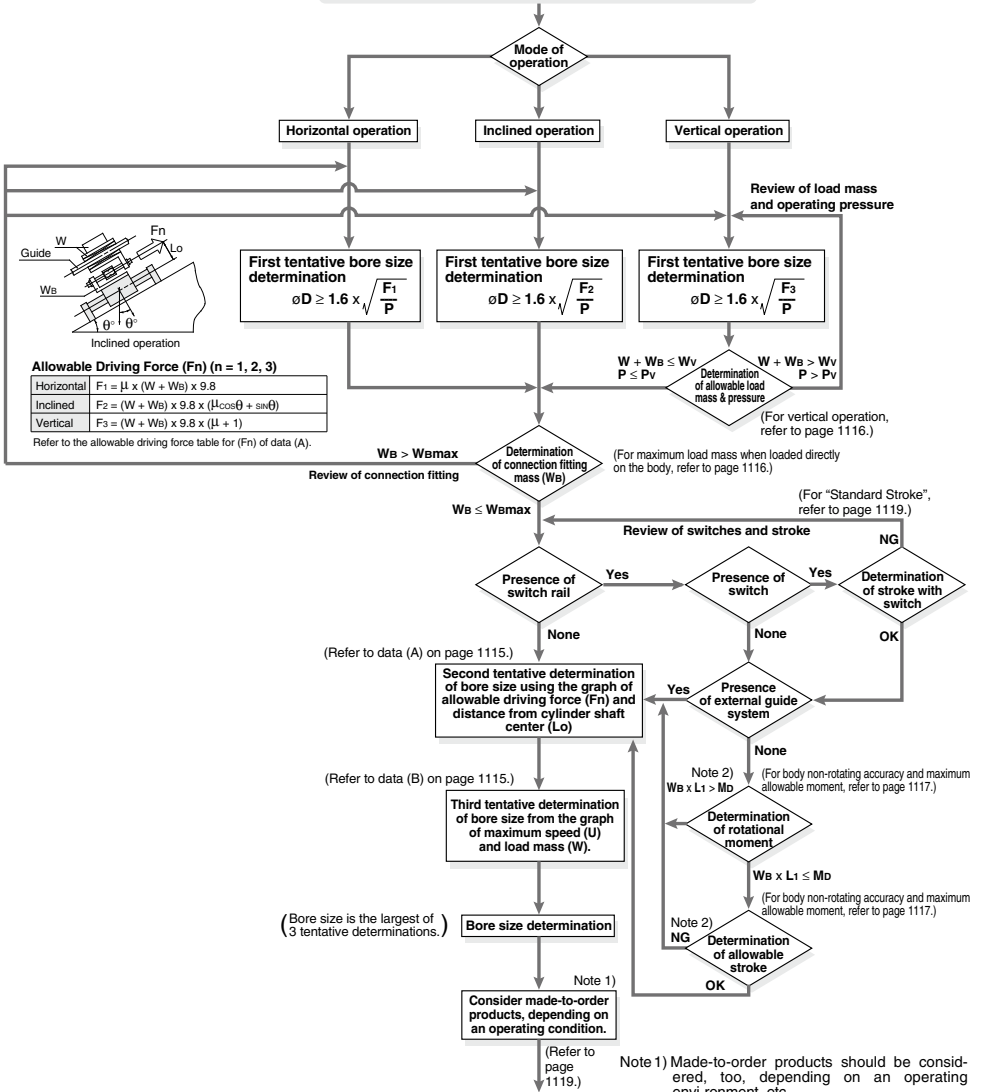 Mode of
operation
Horizontal operation
Inclined operation
Vertical operation
Review of load mass
and operating pressure
W
Fn
Lo
Guide
WB
θ° θ°
Inclined operation
First tentative bore size
determination
øD ≥ 1.6 x √F1/P
First tentative bore size
determination
øD ≥ 1.6 x √F2/P
First tentative bore size
determination
øD ≥ 1.6 x √F3/P
Allowable Driving Force (Fn) (n = 1, 2, 3)
Horizontal F1 = μ x (W + WB) x 9.8
Inclined F2 = (W + WB) x 9.8 x (μcosθ + sinθ)
Vertical F3 = (W + WB) x 9.8 x (μ + 1)
Refer to the allowable driving force table for (Fn) of data (A).
W + WB ≤ WV
P ≤ PV
W + WB > WV
P > PV
Determination
of allowable load
mass & pressure
(For vertical operation,
refer to page 1116.)
WB > WBmax
Review of connection fitting
Determination
of connection fitting
mass (WB)
(For maximum load mass when loaded directly
on the body, refer to page 1116.)
WB ≤ WBmax
(For “Standard Stroke”,
refer to page 1119.)
Review of switches and stroke
NG
Presence of
switch rail
Yes
Presence of
switch
Yes
Determination
of stroke with
switch
None
None
OK
(Refer to data (A) on page 1115.)
Second tentative determination
of bore size using the graph of
allowable driving force (Fn) and
distance from cylinder shaft
center (Lo)
Yes
Presence
of external guide
system
None
(Refer to data (B) on page 1115.)
Note 2)
WB x L1 > MD
(For body non-rotating accuracy and maximum
allowable moment, refer to page 1117.)
Third tentative determination
of bore size from the graph
of maximum speed (U)
and load mass (W).
Determination
of rotational
moment
WB x L1 ≤ MD
(For body non-rotating accuracy and maximum
allowable moment, refer to page 1117.)
(Bore size is the largest of
3 tentative determinations.)
Bore size determination
Note 2)
NG
Determination
of allowable
stroke
OK
Note 1)
Consider made-to-order
products, depending on
an operating condition.
(Refer to
page
1119.)
Note 1) Made-to-order products should be consid-
ered, too, depending on an operating
envi-ronment, etc.